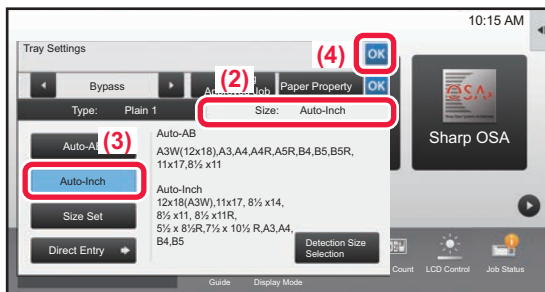 10:15 AM
Tray Settings
(4)
OK
(2)
Bypass
Job
Paper Property
OK
Type: Plain 1
Size: Auto-Inch
(3)
Auto-AB
A3W(12x18),A3,A4,A4R,A5R,B4,B5,B5R,
11x17,8½ x11
Auto-Inch
Auto-Inch
12x18(A3W),11x17, 8½ x14,
8½ x11, 8½ x11R,
5½ x 8½R,7½ x 10½ R,A3,A4,
B4,B5
Size Set
Direct Entry
Detection Size
Selection
OSA
Sharp OSA
Count
LCD Control
Job Status
Guide
Display Mode